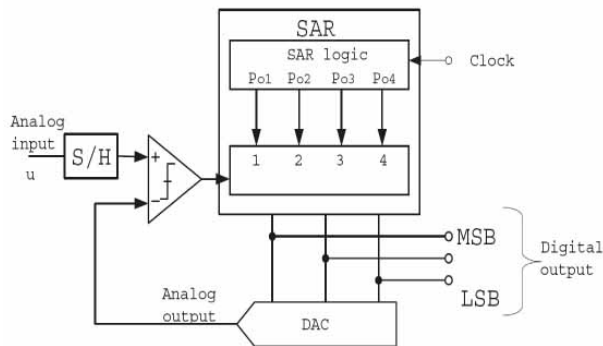 SAR
SAR logic
Po1 Po2 Po3 Po4
Clock
Analog
input
u
S/H
+
−
1 2 3 4
MSB
LSB
Digital
output
Analog
output
DAC